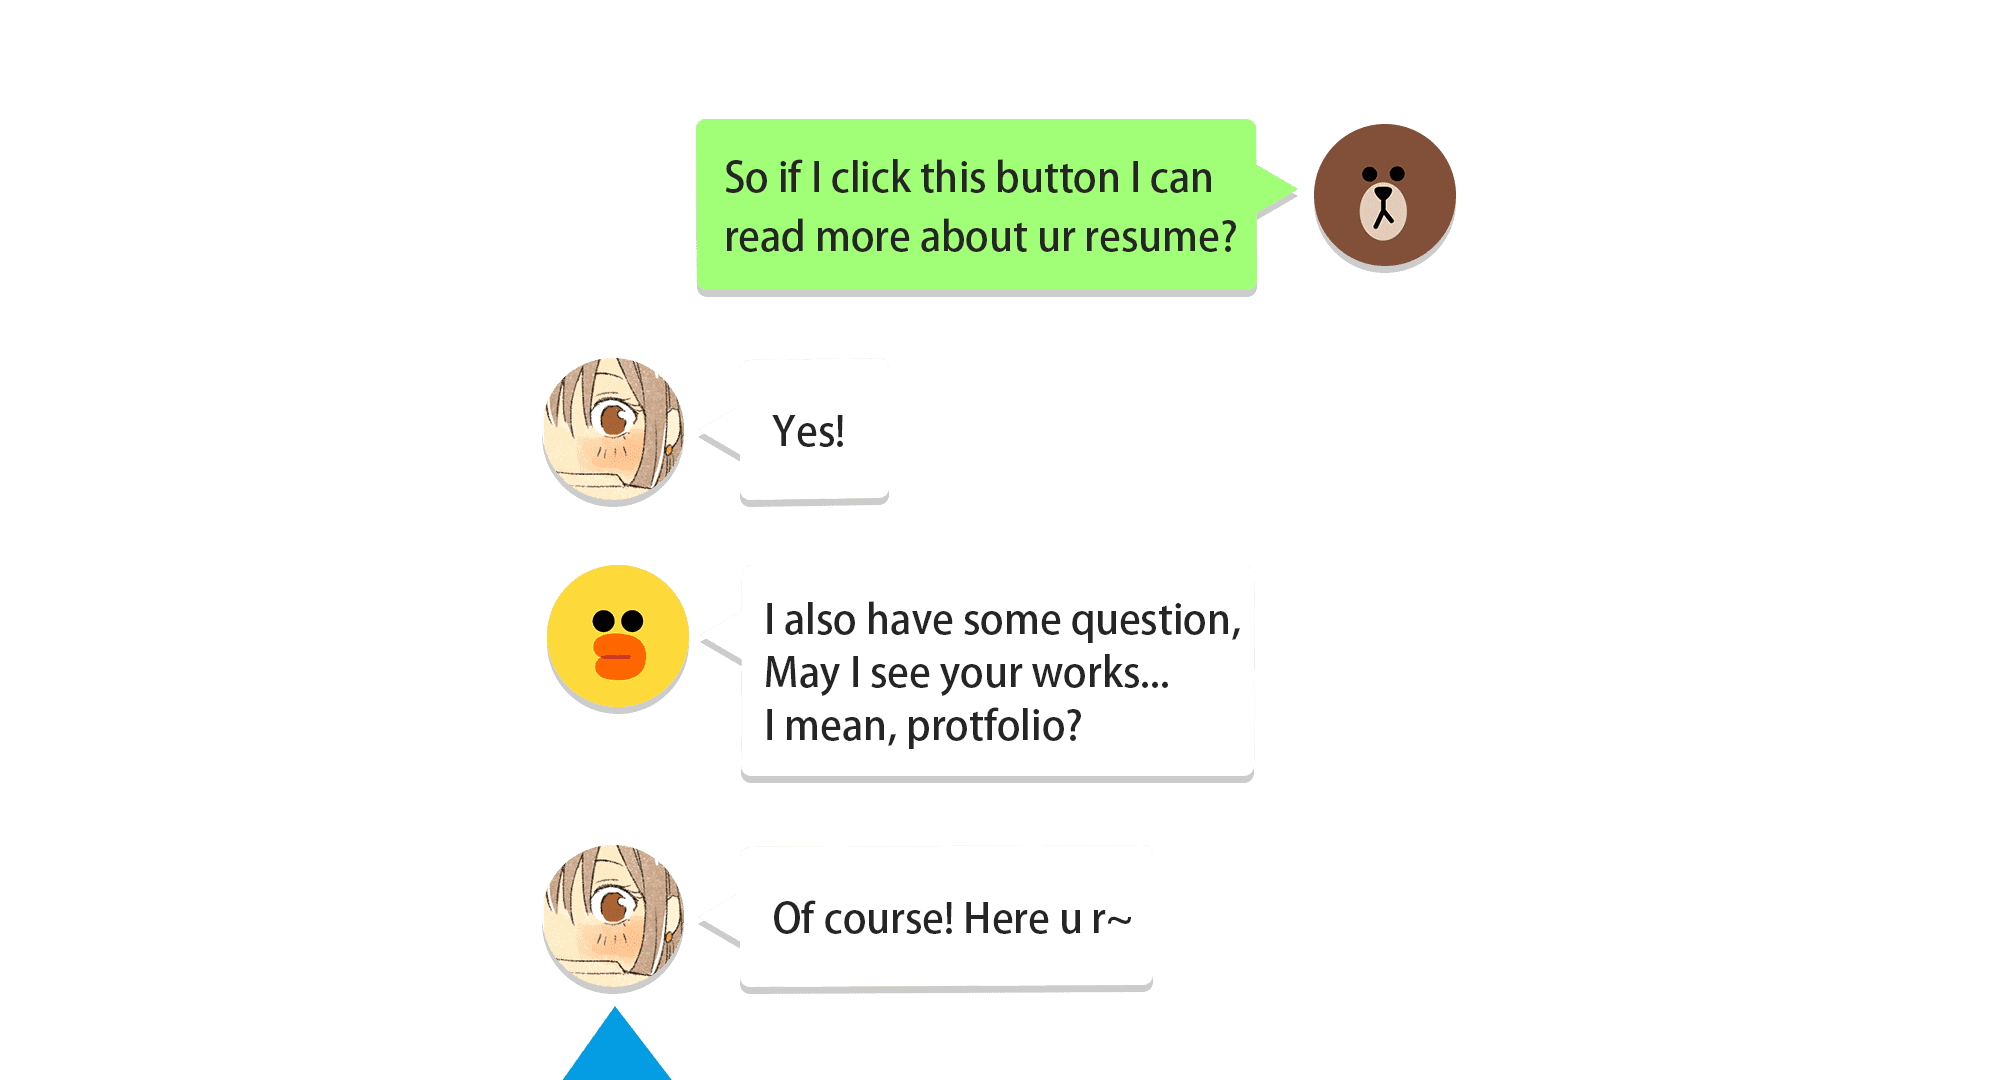 So if I click this button I can
read more about ur resume?
Yes!
I also have some question,
May I see your works...
I mean, protfolio?
Of course! Here u r~